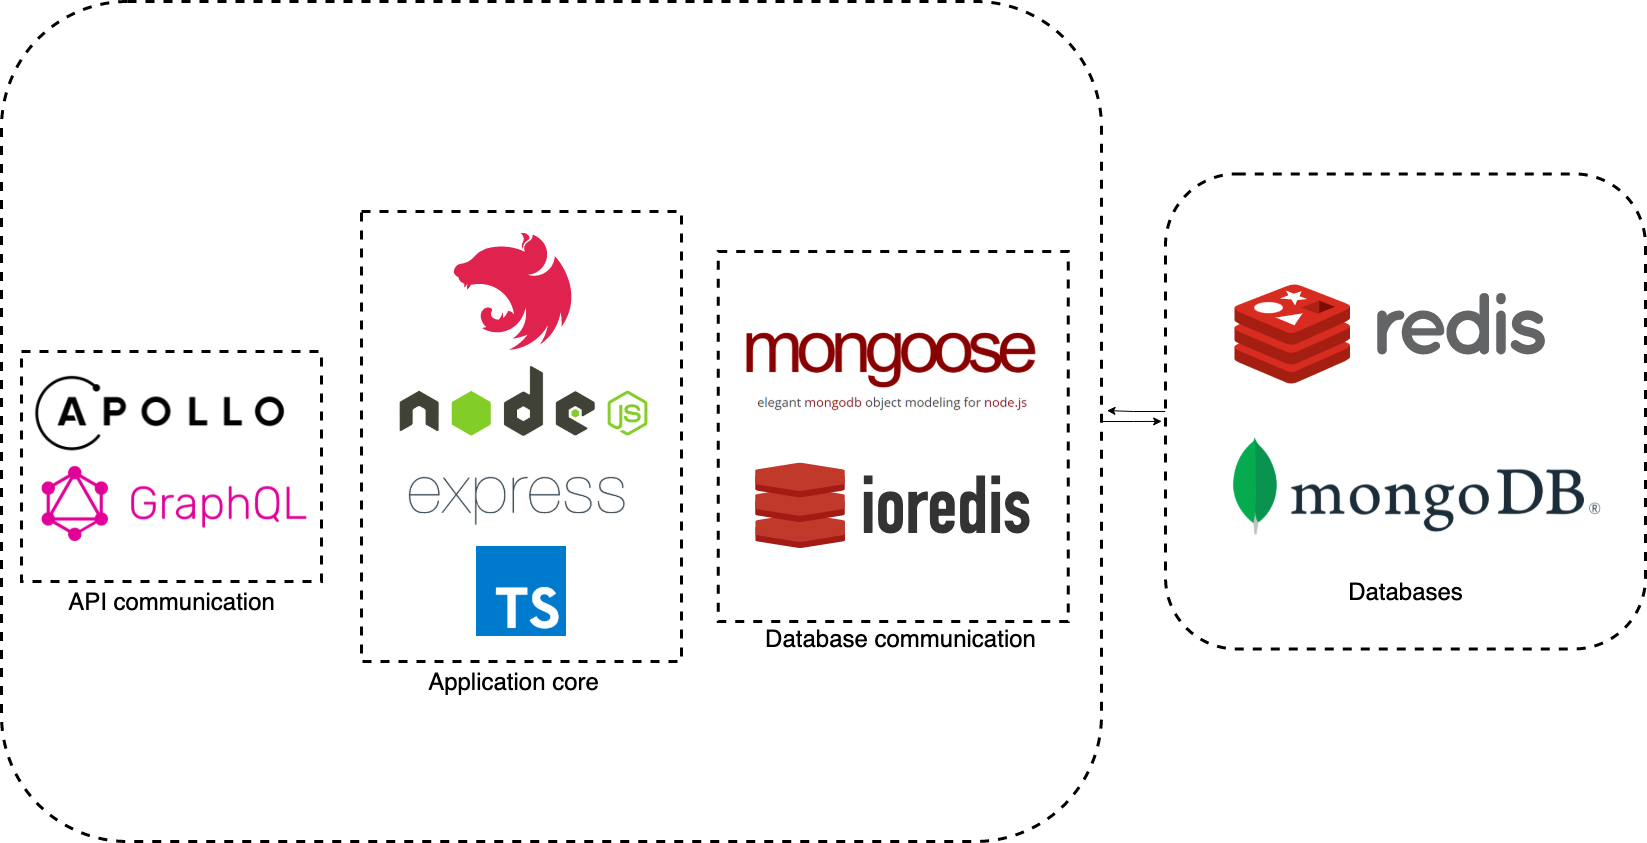 APOLLO
GraphQL
API communication
node
JS
express
TS
Application core
mongoose
elegant mongodb object modeling for node.js
ioredis
Database communication
redis
mongoDB®
Databases